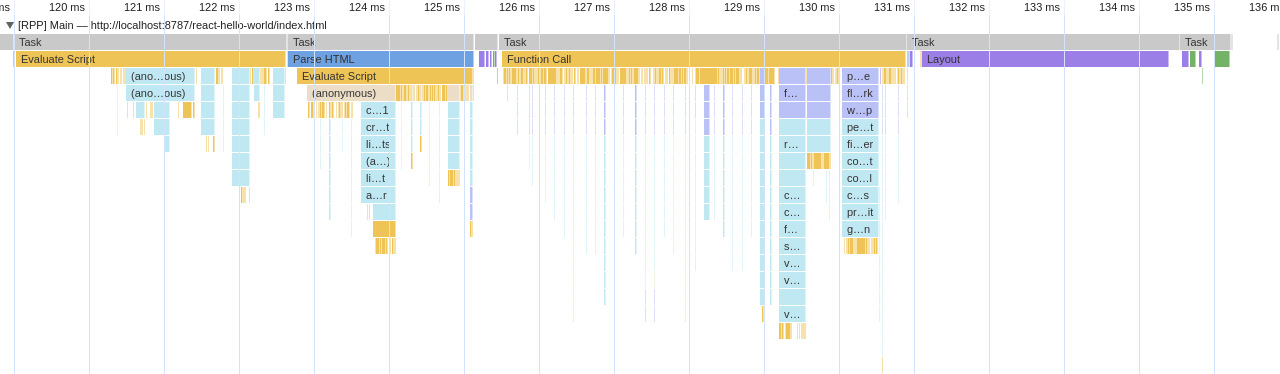 ms 120 ms 121 ms 122 ms 123 ms 124 ms 125 ms 126 ms 127 ms 128 ms 129 ms 130 ms 131 ms 132 ms 133 ms 134 ms 135 ms 136 m
[RPP] Main — http://localhost:8787/react-hello-world/index.html
Task Task Task Task Task
Evaluate Script Parse HTML Function Call Layout
(ano…ous) Evaluate Script p…e
(ano…ous) (anonymous) f… fl…rk
c…1 w…p
cr…t pe…t
li…ts r… fi…er
(a…) co…t
li…t co…l
a…r c… c…s
c… pr…it
f… g…n
s…
v…
v…
v…